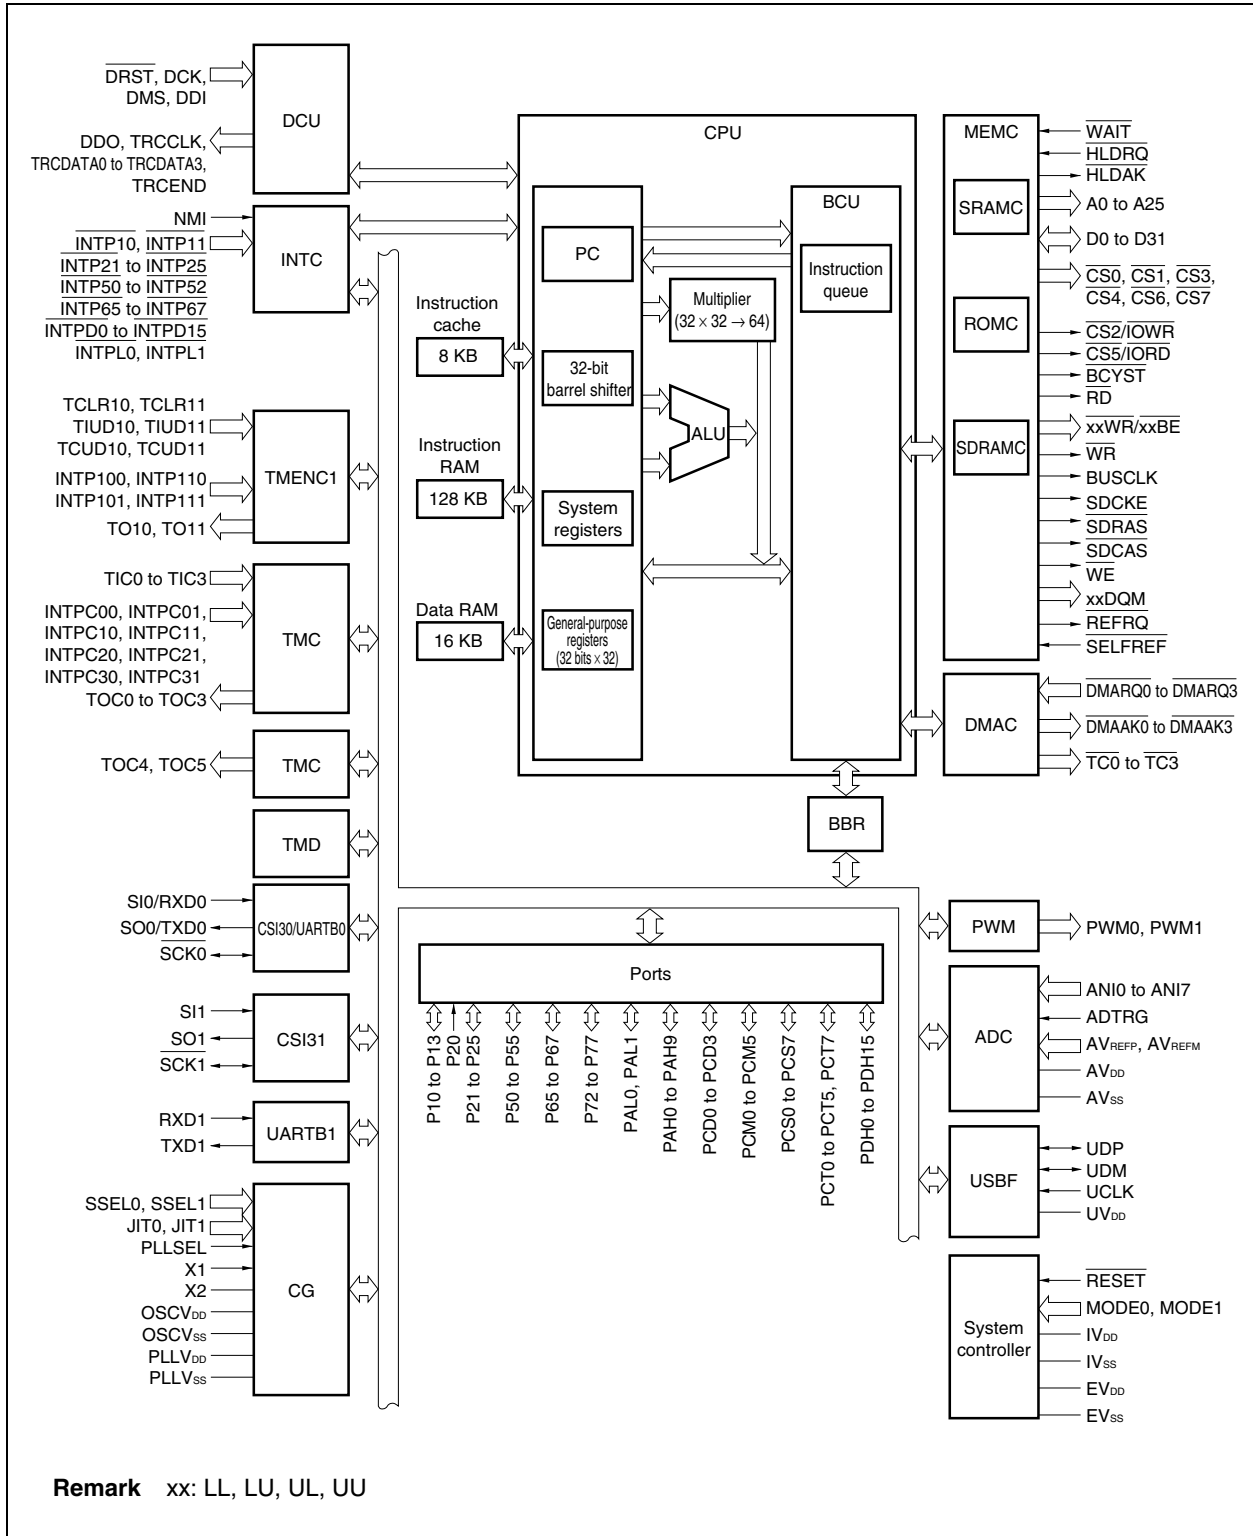 DRST, DCK,
DMS, DDI
DDO, TRCCLK,
TRCDATA0 to TRCDATA3,
TRCEND
DCU
NMI
INTP10, INTP11
INTP21 to INTP25
INTP50 to INTP52
INTP65 to INTP67
INTPD0 to INTPD15
INTPL0, INTPL1
INTC
TCLR10, TCLR11
TIUD10, TIUD11
TCUD10, TCUD11
INTP100, INTP110
INTP101, INTP111
TO10, TO11
TMENC1
TIC0 to TIC3
INTPC00, INTPC01,
INTPC10, INTPC11,
INTPC20, INTPC21,
INTPC30, INTPC31
TOC0 to TOC3
TMC
TOC4, TOC5
TMC
TMD
SI0/RXD0
SO0/TXD0
SCK0
CSI30/UARTB0
SI1
SO1
SCK1
CSI31
RXD1
TXD1
UARTB1
SSEL0, SSEL1
JIT0, JIT1
PLLSEL
X1
X2
OSCVDD
OSCVSS
PLLVDD
PLLVSS
CG
Instruction
cache
8 KB
Instruction
RAM
128 KB
Data RAM
16 KB
CPU
PC
32-bit
barrel shifter
System
registers
General-purpose
registers
(32 bits × 32)
Multiplier
(32 × 32 → 64)
ALU
BCU
Instruction
queue
BBR
Ports
P10 to P13
P20
P21 to P25
P50 to P55
P65 to P67
P72 to P77
PAL0, PAL1
PAH0 to PAH9
PCD0 to PCD3
PCM0 to PCM5
PCS0 to PCS7
PCT0 to PCT5, PCT7
PDH0 to PDH15
MEMC
SRAMC
ROMC
SDRAMC
WAIT
HLDRQ
HLDAK
A0 to A25
D0 to D31
CS0, CS1, CS3,
CS4, CS6, CS7
CS2/IOWR
CS5/IORD
BCYST
RD
xxWR/xxBE
WR
BUSCLK
SDCKE
SDRAS
SDCAS
WE
xxDQM
REFRQ
SELFREF
DMAC
DMARQ0 to DMARQ3
DMAAK0 to DMAAK3
TC0 to TC3
PWM
PWM0, PWM1
ADC
ANI0 to ANI7
ADTRG
AVREFP, AVREFM
AVDD
AVSS
USBF
UDP
UDM
UCLK
UVDD
System
controller
RESET
MODE0, MODE1
IVDD
IVSS
EVDD
EVSS
Remark xx: LL, LU, UL, UU